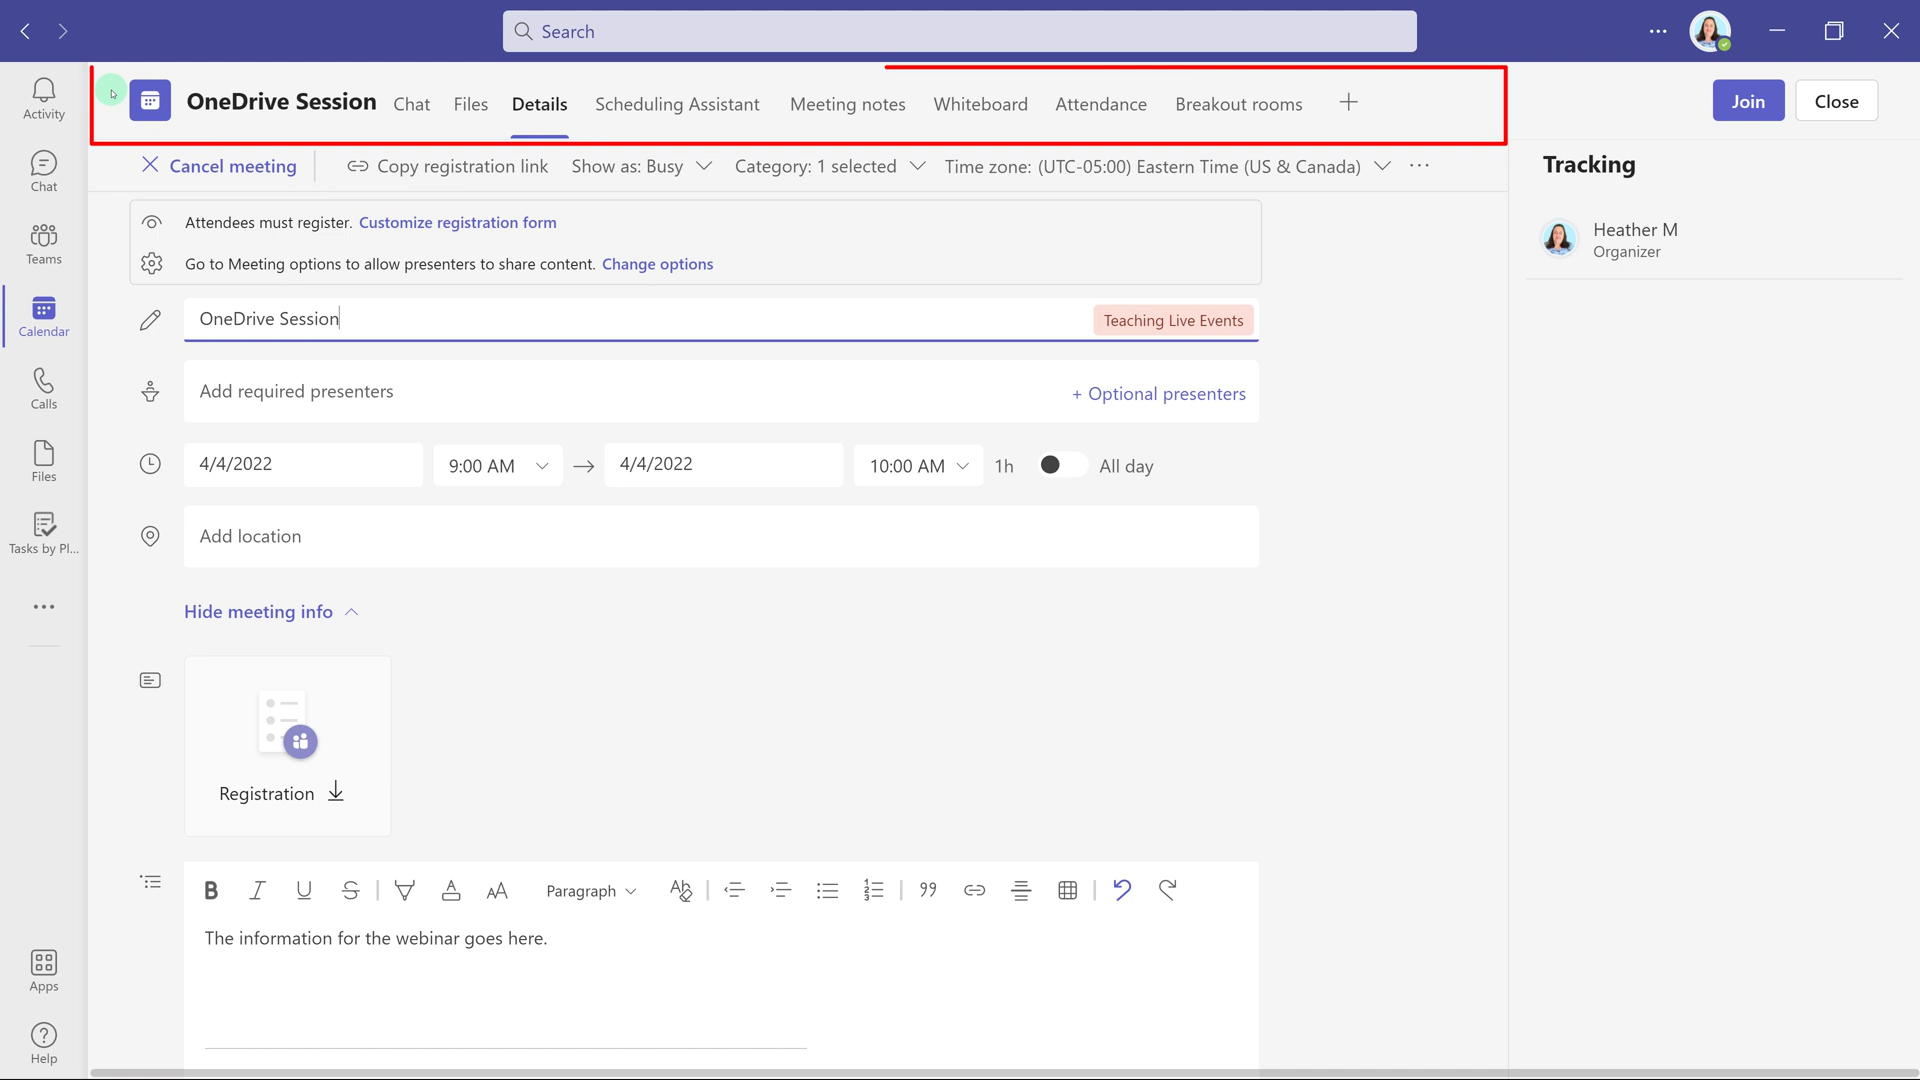 Search
Activity
Chat
Teams
Calendar
Calls
Files
Tasks by Pl...
Apps
Help
OneDrive Session Chat Files Details Scheduling Assistant Meeting notes Whiteboard Attendance Breakout rooms
Join Close
Cancel meeting Copy registration link Show as: Busy Category: 1 selected Time zone: (UTC-05:00) Eastern Time (US & Canada)
Attendees must register. Customize registration form
Go to Meeting options to allow presenters to share content. Change options
OneDrive Session Teaching Live Events
Add required presenters + Optional presenters
4/4/2022 9:00 AM → 4/4/2022 10:00 AM 1h All day
Add location
Hide meeting info
Registration
Paragraph
The information for the webinar goes here.
Tracking
Heather M
Organizer